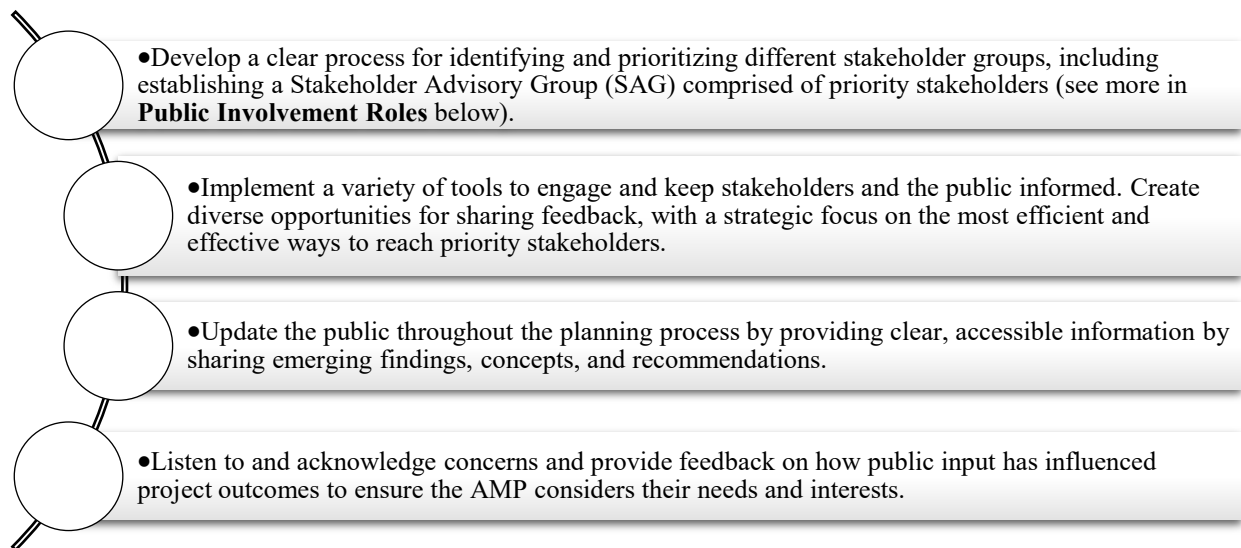 •Develop a clear process for identifying and prioritizing different stakeholder groups, including
establishing a Stakeholder Advisory Group (SAG) comprised of priority stakeholders (see more in
Public Involvement Roles below).
•Implement a variety of tools to engage and keep stakeholders and the public informed. Create
diverse opportunities for sharing feedback, with a strategic focus on the most efficient and
effective ways to reach priority stakeholders.
•Update the public throughout the planning process by providing clear, accessible information by
sharing emerging findings, concepts, and recommendations.
•Listen to and acknowledge concerns and provide feedback on how public input has influenced
project outcomes to ensure the AMP considers their needs and interests.